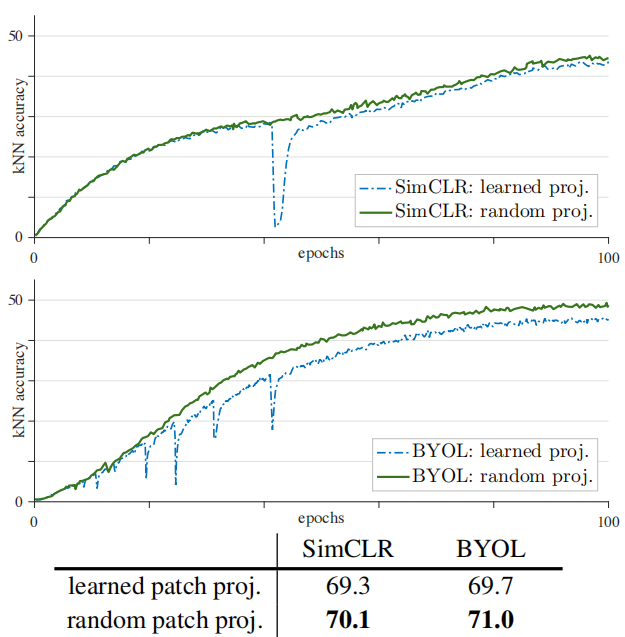 50
kNN accuracy
SimCLR: learned proj.
SimCLR: random proj.
0
0
epochs
100
50
kNN accuracy
BYOL: learned proj.
BYOL: random proj.
0
0
epochs
100
SimCLR BYOL
learned patch proj. 69.3 69.7
random patch proj. 70.1 71.0